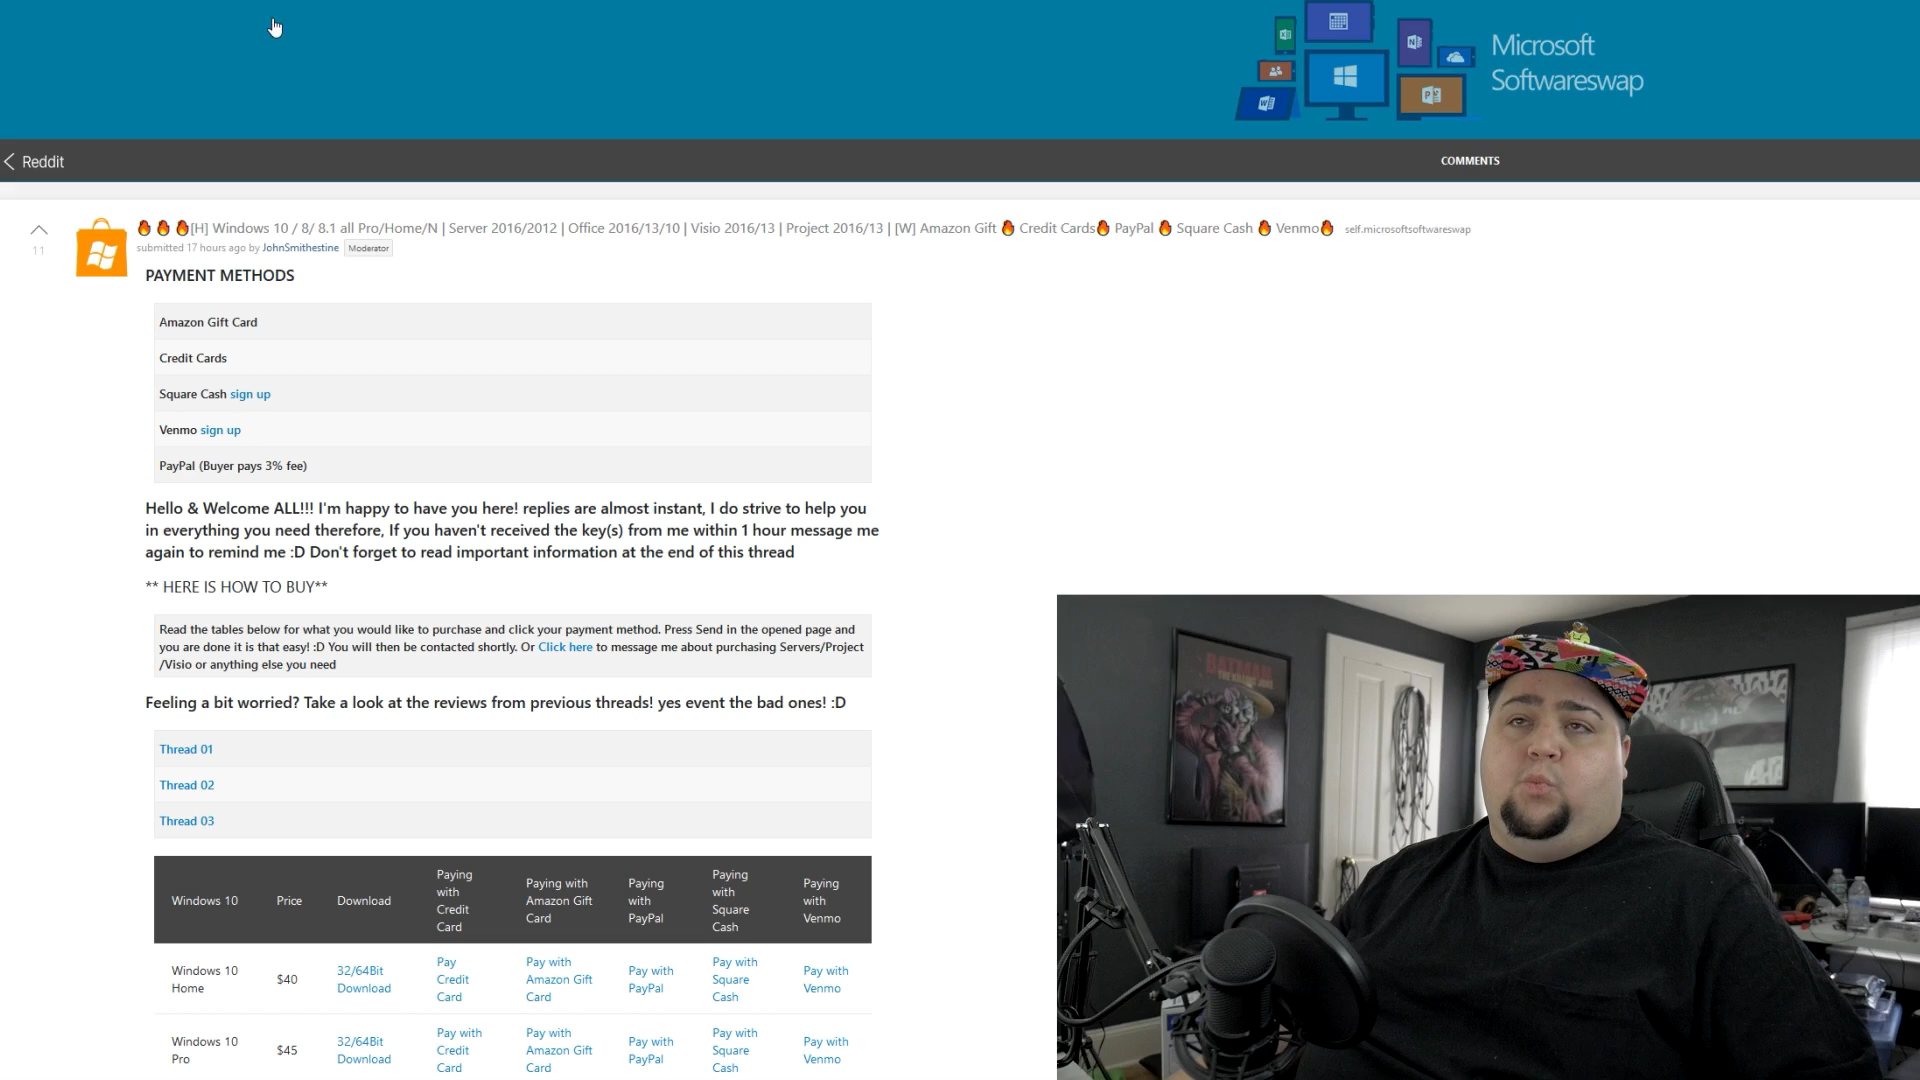 Microsoft
Softwareswap
Reddit
COMMENTS
11
🔥 🔥 🔥[H] Windows 10 / 8/ 8.1 all Pro/Home/N | Server 2016/2012 | Office 2016/13/10 | Visio 2016/13 | Project 2016/13 | [W] Amazon Gift 🔥 Credit Cards🔥 PayPal 🔥 Square Cash 🔥 Venmo🔥 self.microsoftsoftwareswap
submitted 17 hours ago by JohnSmithestine Moderator
PAYMENT METHODS
Amazon Gift Card
Credit Cards
Square Cash sign up
Venmo sign up
PayPal (Buyer pays 3% fee)
Hello & Welcome ALL!!! I'm happy to have you here! replies are almost instant, I do strive to help you
in everything you need therefore, If you haven't received the key(s) from me within 1 hour message me
again to remind me :D Don't forget to read important information at the end of this thread
** HERE IS HOW TO BUY**
Read the tables below for what you would like to purchase and click your payment method. Press Send in the opened page and
you are done it is that easy! :D You will then be contacted shortly. Or Click here to message me about purchasing Servers/Project
/Visio or anything else you need
Feeling a bit worried? Take a look at the reviews from previous threads! yes event the bad ones! :D
Thread 01
Thread 02
Thread 03
Windows 10
Price
Download
Paying
with
Credit
Card
Paying with
Amazon Gift
Card
Paying
with
PayPal
Paying
with
Square
Cash
Paying
with
Venmo
Windows 10
Home
$40
32/64Bit
Download
Pay
Credit
Card
Pay with
Amazon Gift
Card
Pay with
PayPal
Pay with
Square
Cash
Pay with
Venmo
Windows 10
Pro
$45
32/64Bit
Download
Pay with
Credit
Card
Pay with
Amazon Gift
Card
Pay with
PayPal
Pay with
Square
Cash
Pay with
Venmo
BATMAN